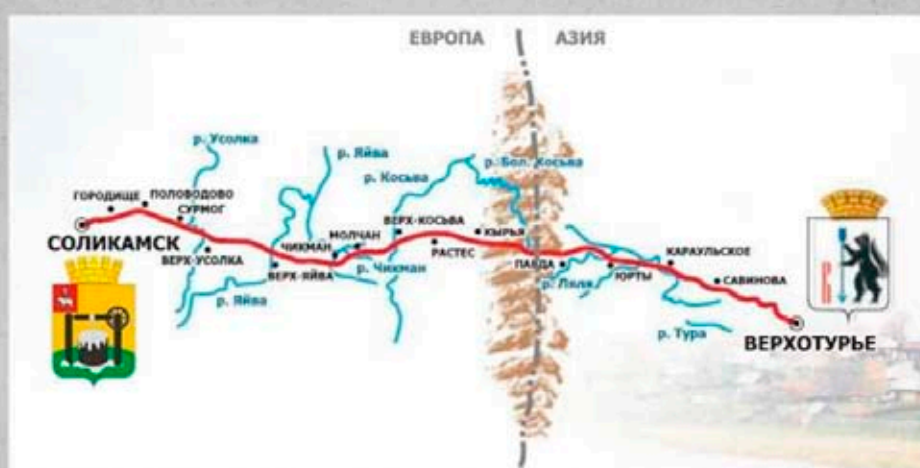 ЕВРОПА АЗИЯ
р. Усолка
р. Яйва
р. Бол. Косьва
р. Косьва
ГОРОДИЩЕ
ПОЛОВОДОВО
СУРМОГ
СОЛИКАМСК
ВЕРХ-УСОЛКА
ЧИКМАН
МОЛЧАН
ВЕРХ-КОСЬВА
КЫРЬЯ
РАСТЕС
ВЕРХ-ЯЙВА
р. Чикман
р. Яйва
ПАВДА
р. Ляля
ЮРТЫ
КАРАУЛЬСКОЕ
САВИНОВА
р. Тура
ВЕРХОТУРЬЕ